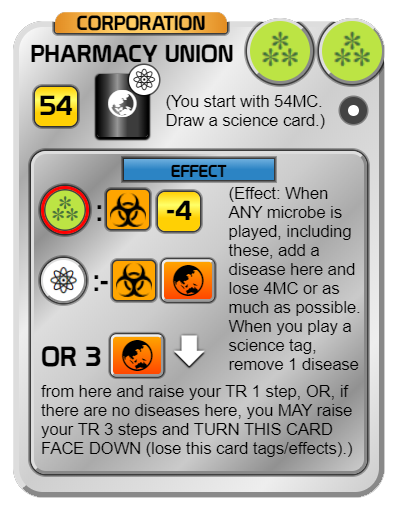 CORPORATION
PHARMACY UNION
54
(You start with 54MC.
Draw a science card.)
EFFECT
: -4
(Effect: When
ANY microbe is
played, including
these, add a
disease here and
lose 4MC or as
much as possible.
When you play a
science tag,
remove 1 disease
:-
OR 3
from here and raise your TR 1 step, OR, if
there are no diseases here, you MAY raise
your TR 3 steps and TURN THIS CARD
FACE DOWN (lose this card tags/effects).)